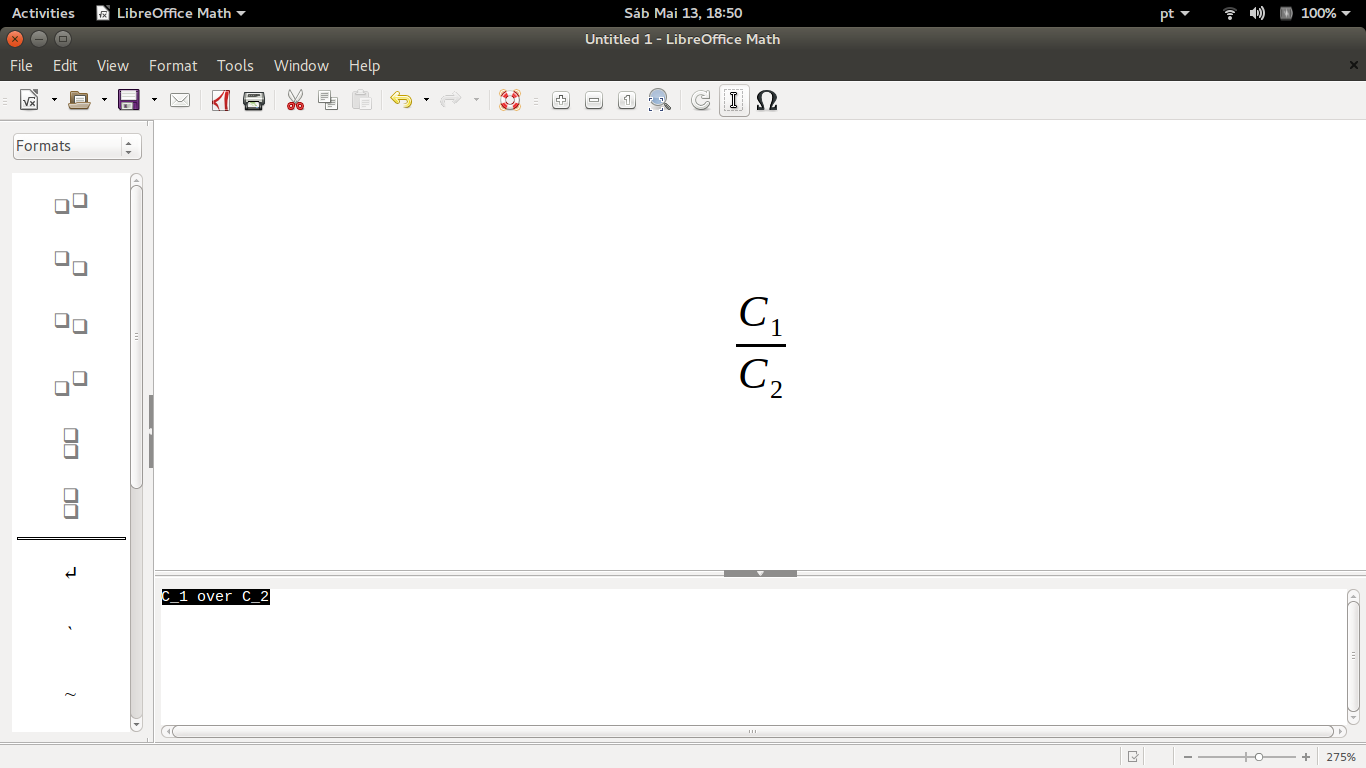 Activities LibreOffice Math Sáb Mai 13, 18:50 pt 100%
Untitled 1 - LibreOffice Math
File Edit View Format Tools Window Help
Formats
C₁
C₂
C_1 over C_2
275%